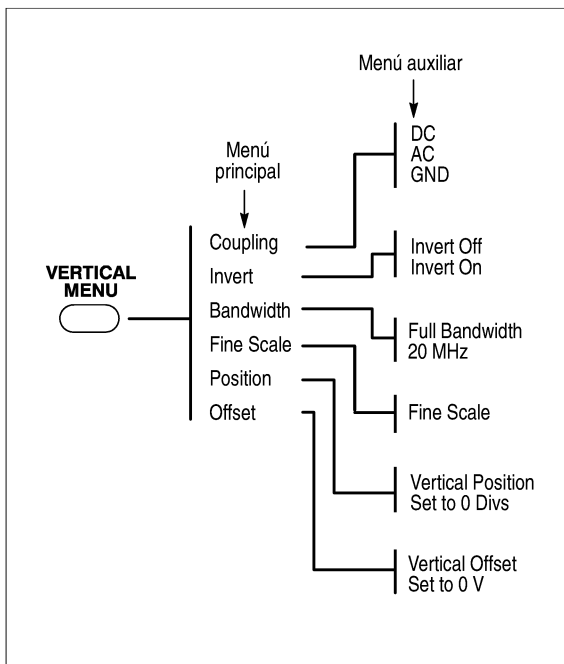 Menú auxiliar
DC
AC
GND
Menú
principal
Coupling
Invert
Bandwidth
Fine Scale
Position
Offset
VERTICAL
MENU
Invert Off
Invert On
Full Bandwidth
20 MHz
Fine Scale
Vertical Position
Set to 0 Divs
Vertical Offset
Set to 0 V